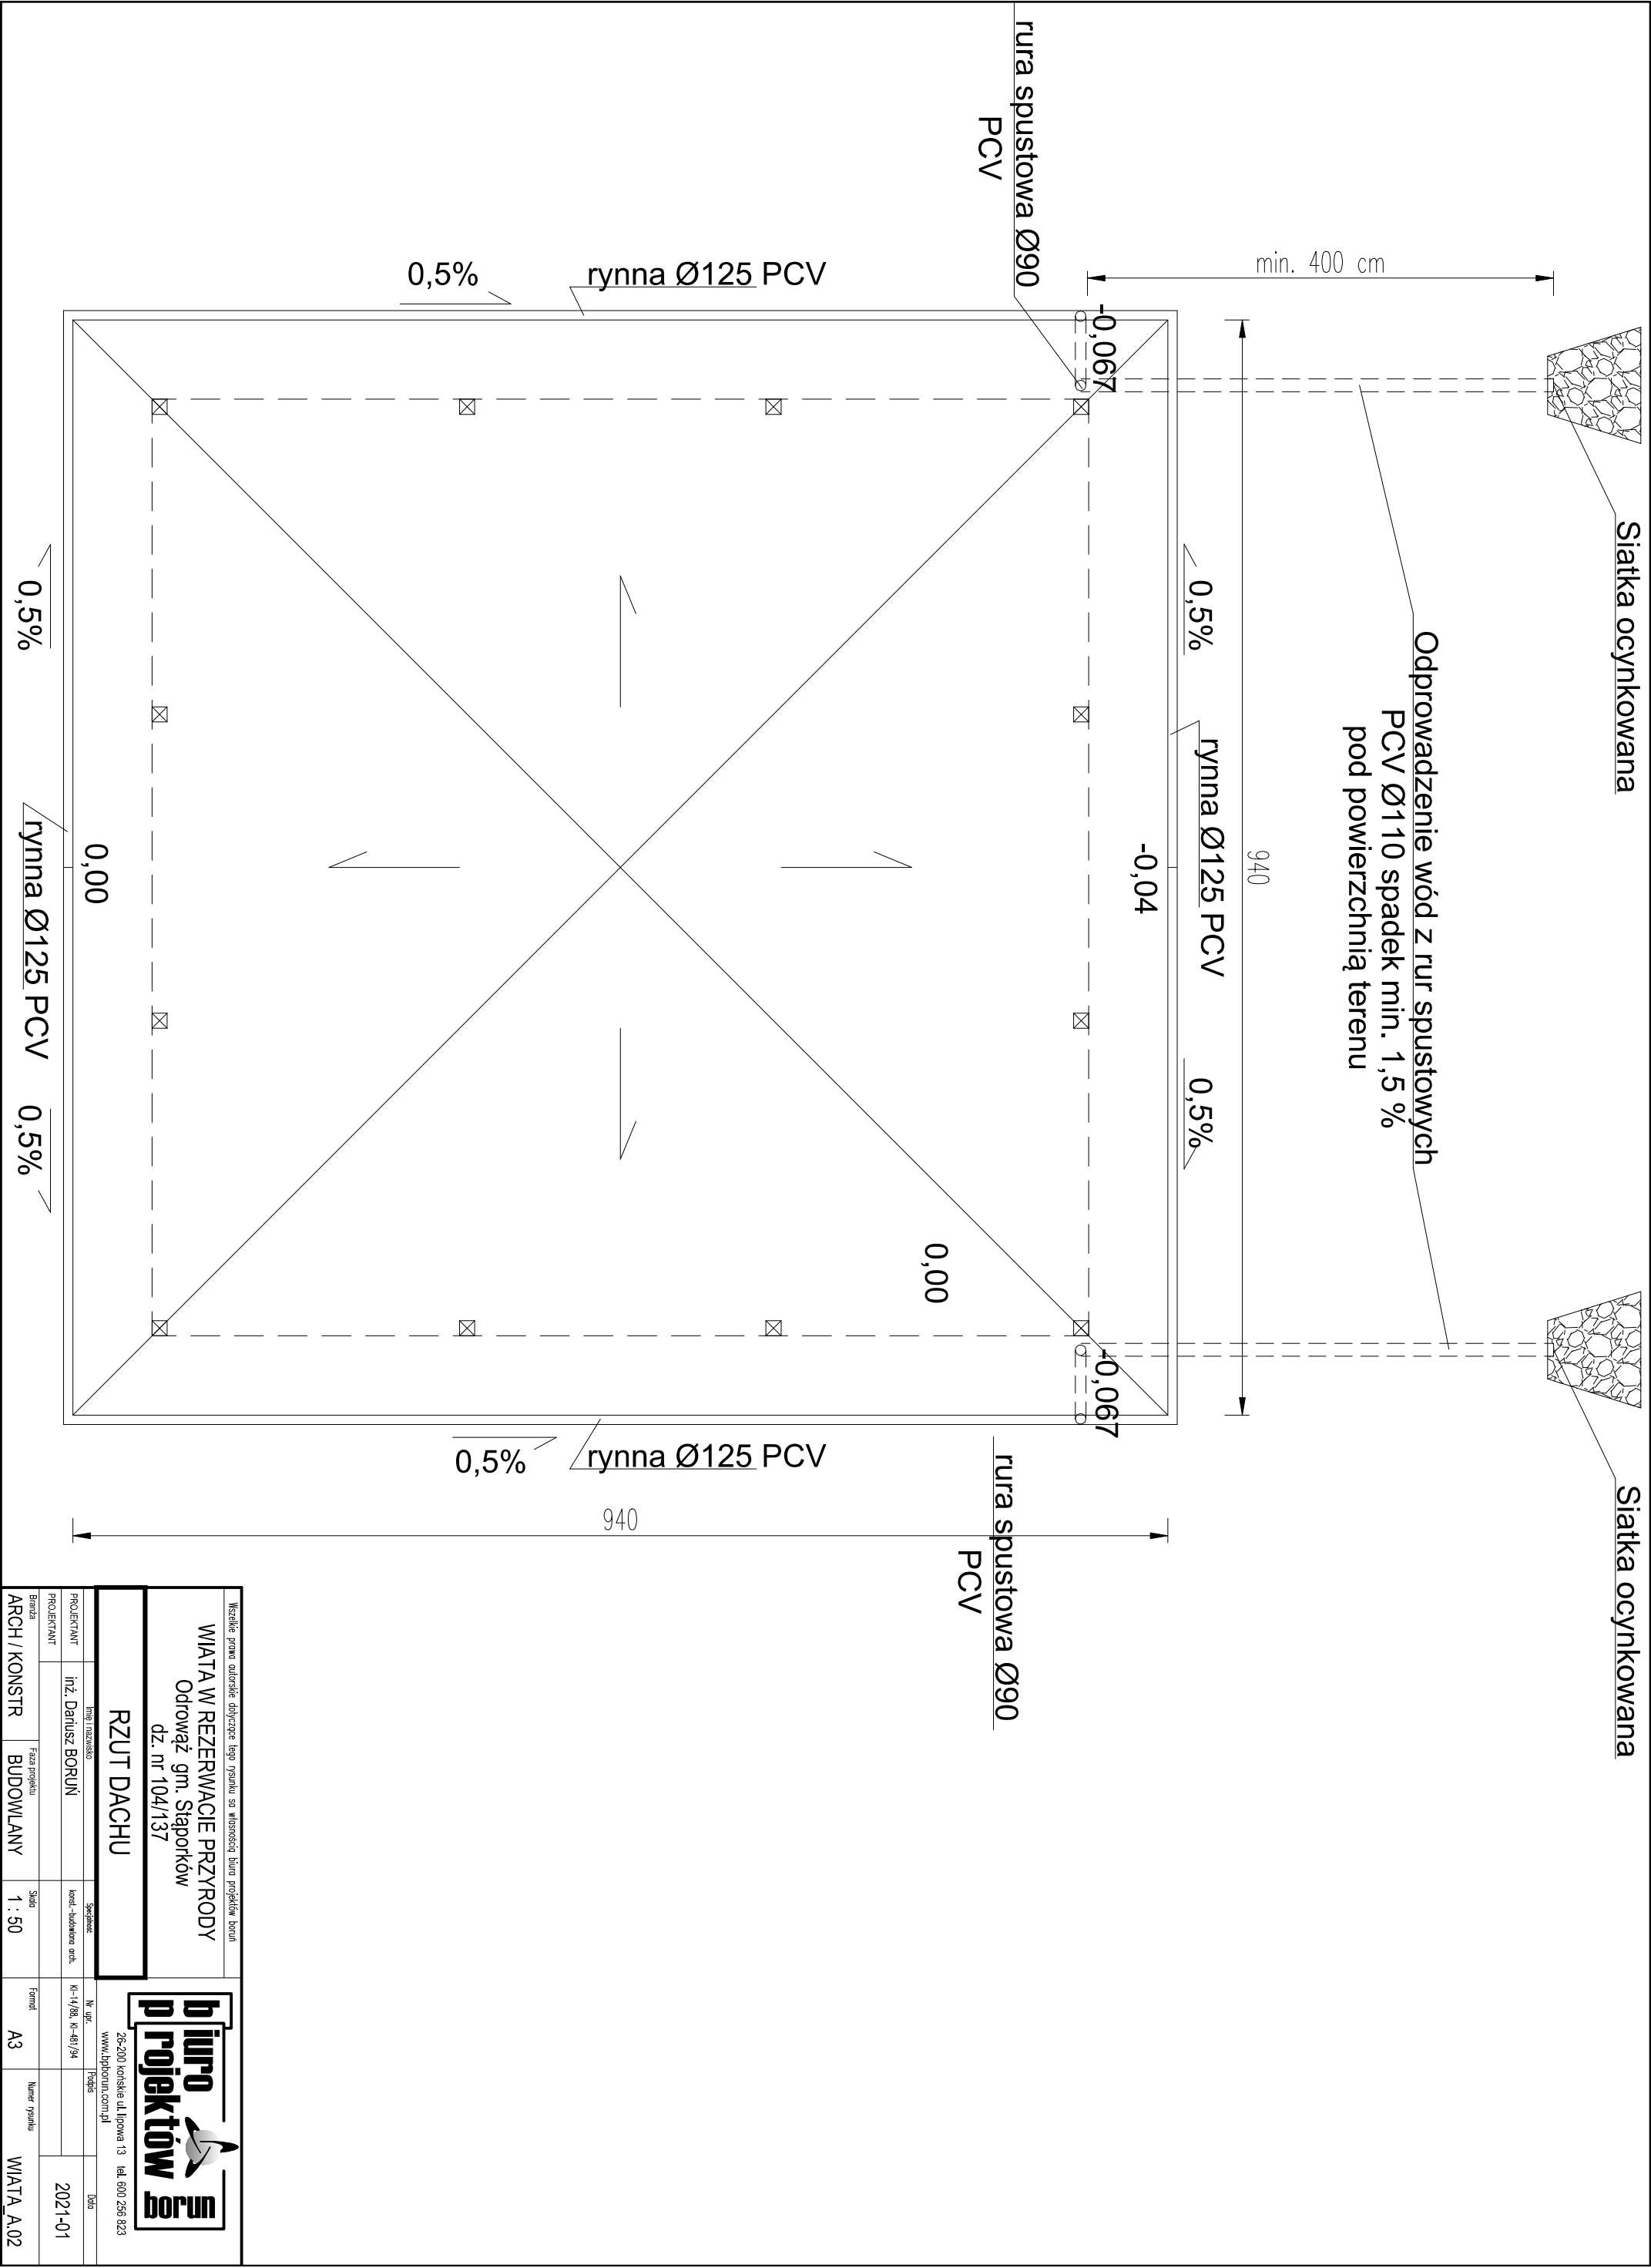 Siatka ocynkowana
Siatka ocynkowana
Odprowadzenie wód z rur spustowych
PCV Ø110 spadek min. 1,5 %
pod powierzchnią terenu
min. 400 cm
rura spustowa Ø90
PCV
rura spustowa Ø90
PCV
940
0,5%
rynna Ø125 PCV
0,5%
-0,067
-0,04
-0,067
0,00
0,5%
rynna Ø125 PCV
0,5%
rynna Ø125 PCV
940
0,00
0,5%
rynna Ø125 PCV
0,5%
Wszelkie prawa autorskie dotyczące tego rysunku są własnością biura projektów boruń
WIATA W REZERWACIE PRZYRODY
Odrowąż gm. Stąporków
dz. nr 104/137
RZUT DACHU
biuro
projektów borun
26-200 końskie ul. lipowa 13 tel. 600 256 823
www.bpborun.com.pl
Imię i nazwisko Specjalność Nr upr. Podpis Data
PROJEKTANT inż. Dariusz BORUŃ konst.-budowlana arch. Kl-14/88, Kl-481/94
PROJEKTANT 2021-01
Branża Faza projektu Skala Format Numer rysunku
ARCH / KONSTR BUDOWLANY 1 : 50 A3 WIATA_A.02